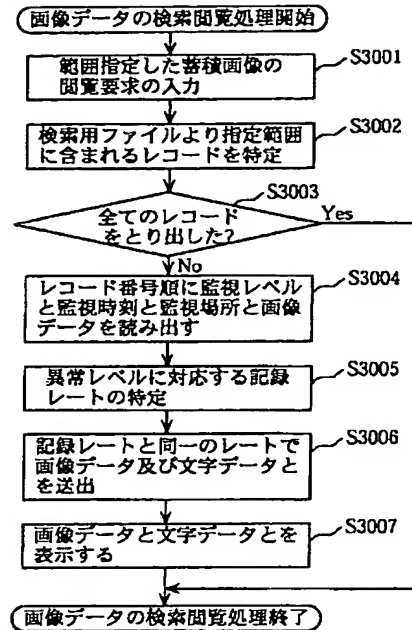 画像データの検索閲覧処理開始
S3001
範囲指定した蓄積画像の
閲覧要求の入力
S3002
検索用ファイルより指定範囲
に含まれるレコードを特定
S3003
全てのレコード
をとり出した?
Yes
No
S3004
レコード番号順に監視レベル
と監視時刻と監視場所と画像
データを読み出す
S3005
異常レベルに対応する記録
レートの特定
S3006
記録レートと同一のレートで
画像データ及び文字データと
を送出
S3007
画像データと文字データとを
表示する
画像データの検索閲覧処理終了